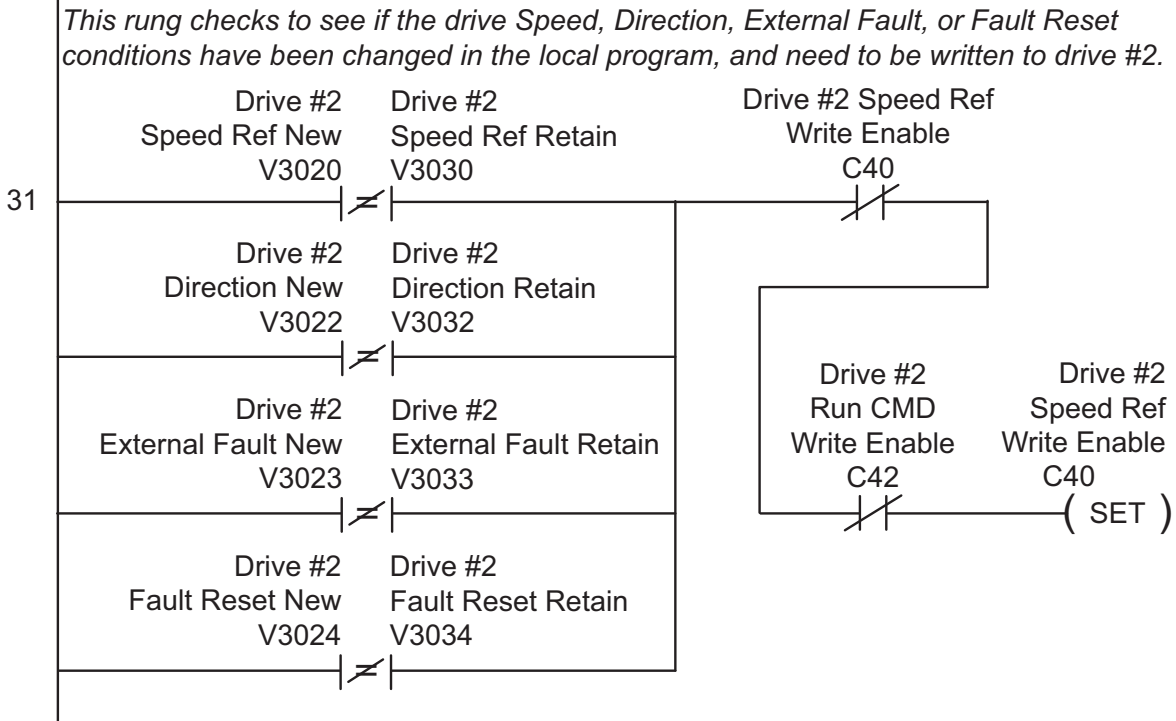 This rung checks to see if the drive Speed, Direction, External Fault, or Fault Reset
conditions have been changed in the local program, and need to be written to drive #2.
Drive #2 Drive #2
Speed Ref New Speed Ref Retain
V3020 V3030
Drive #2 Speed Ref
Write Enable
C40
31
Drive #2 Drive #2
Direction New Direction Retain
V3022 V3032
Drive #2 Drive #2
External Fault New External Fault Retain
V3023 V3033
Drive #2
Run CMD
Write Enable
C42
Drive #2
Speed Ref
Write Enable
C40
SET
Drive #2 Drive #2
Fault Reset New Fault Reset Retain
V3024 V3034